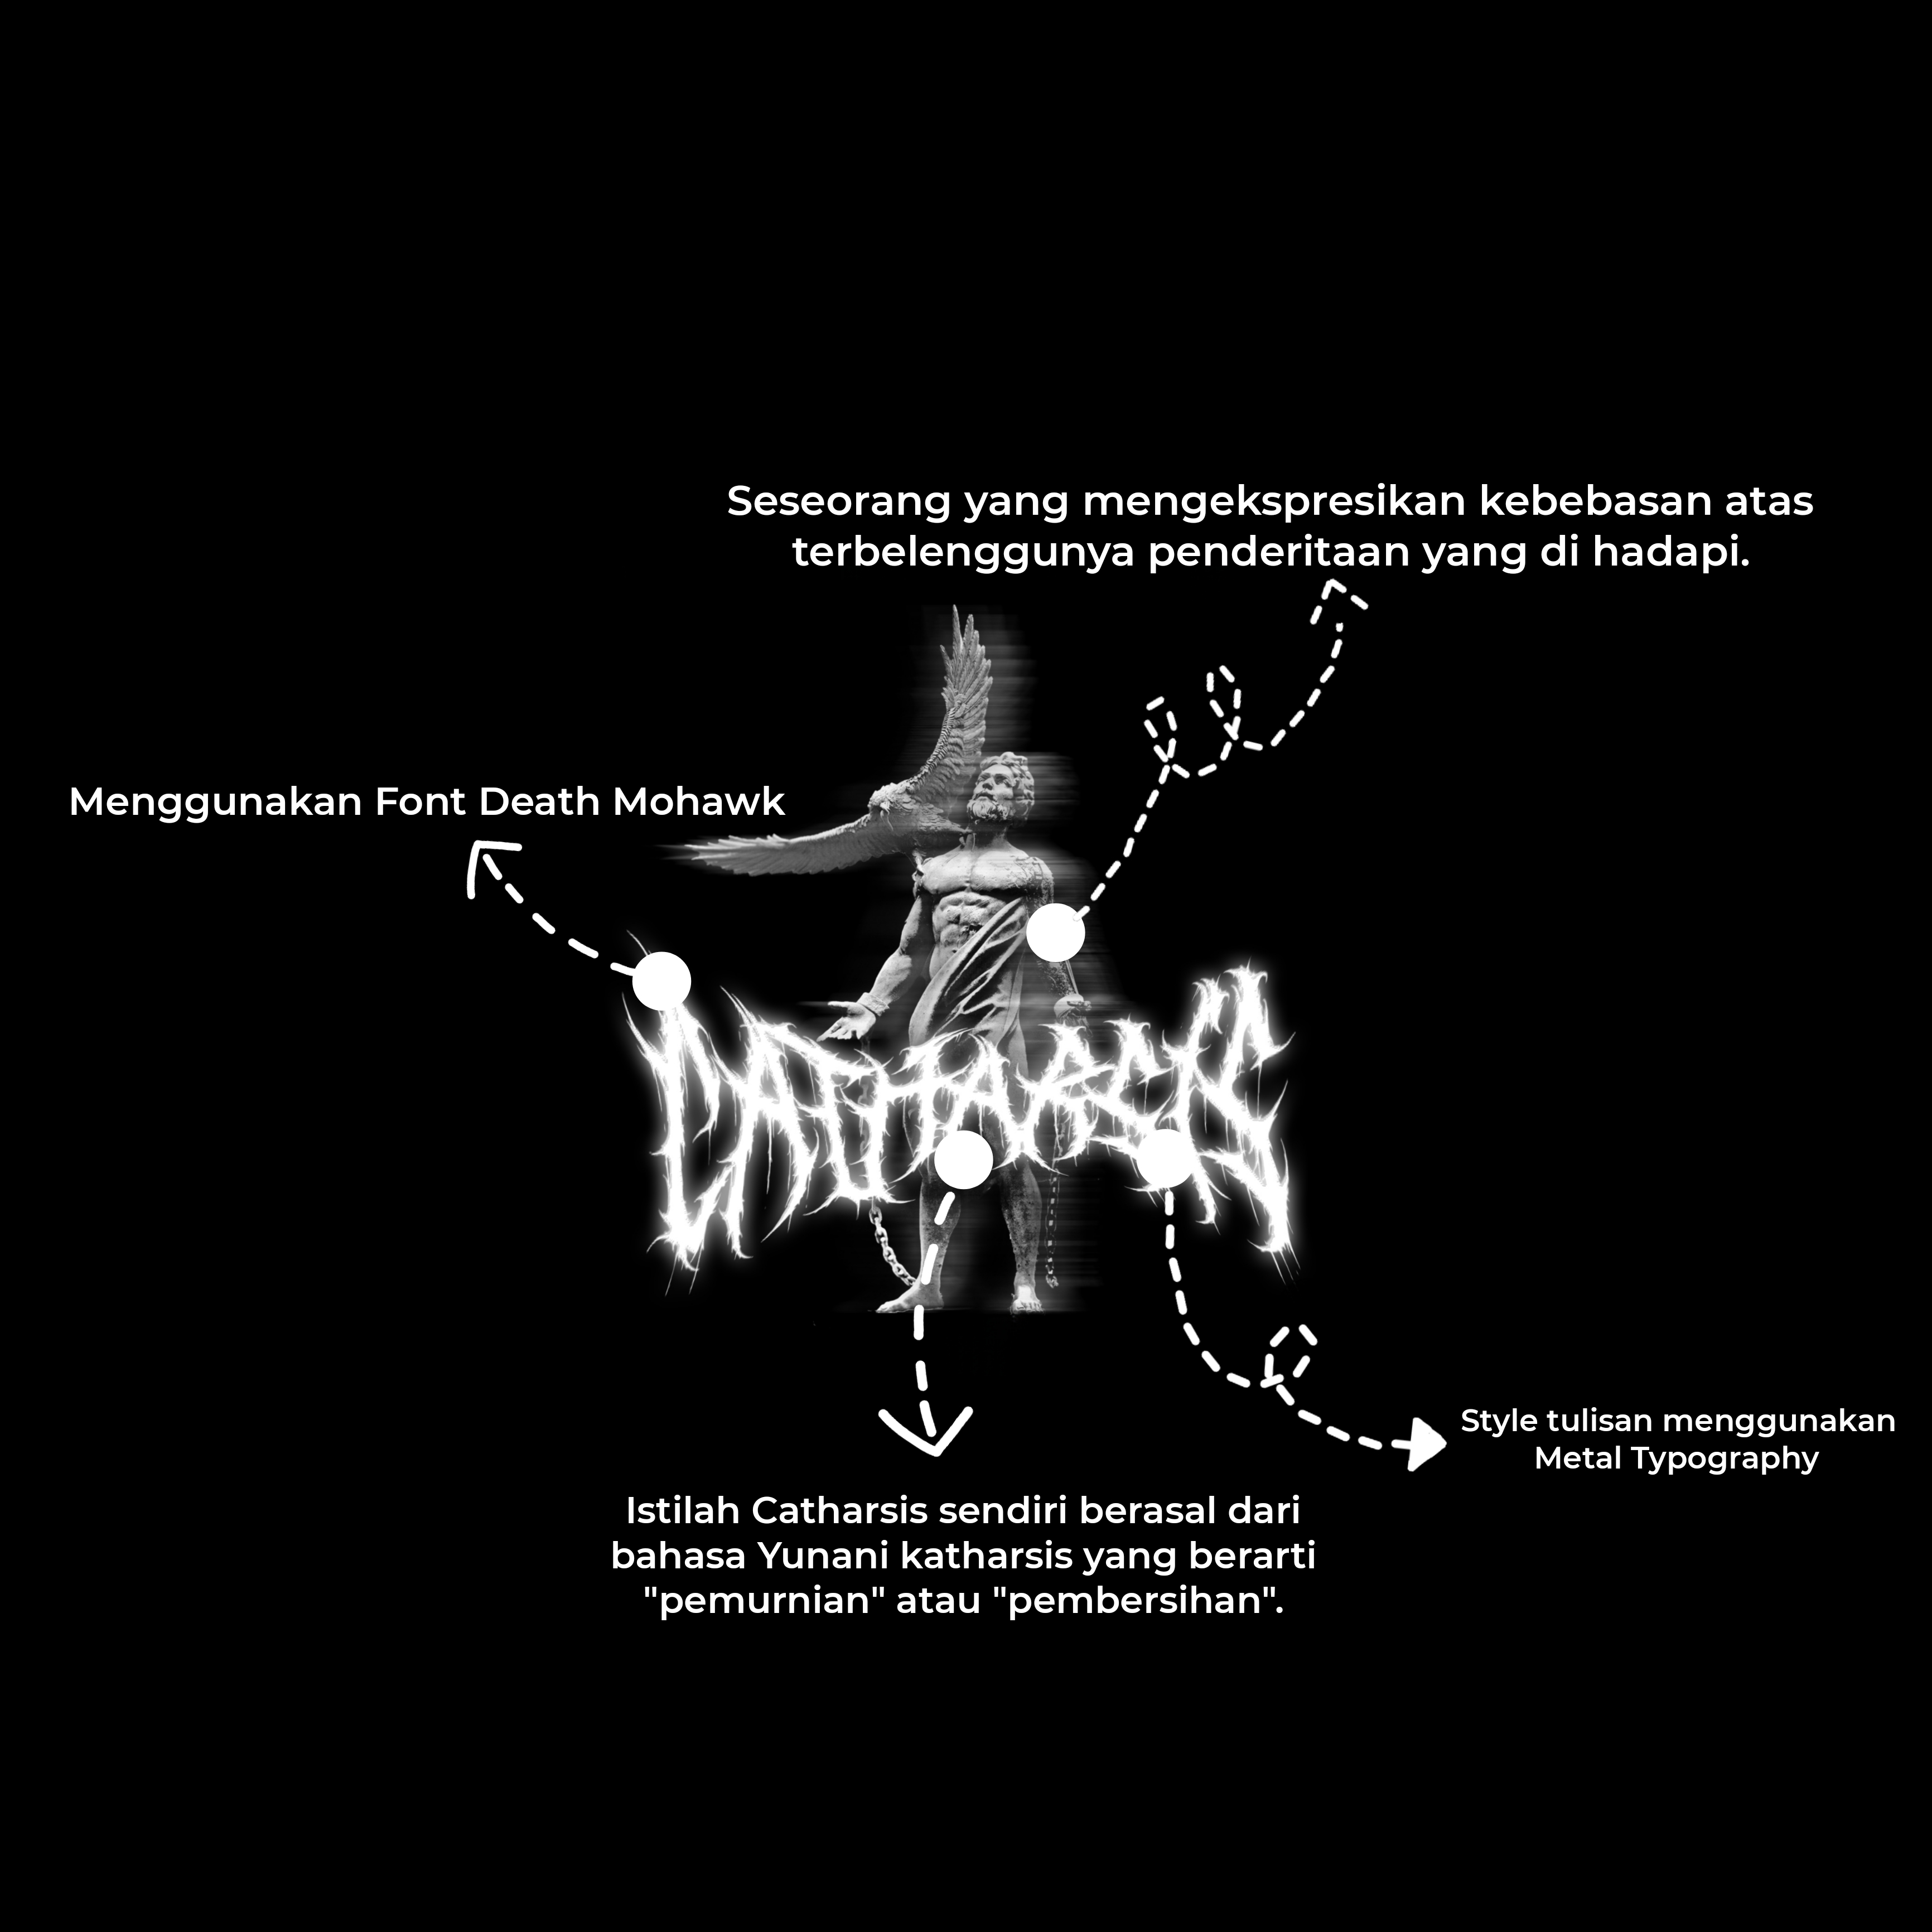 Seseorang yang mengekspresikan kebebasan atas
terbelenggunya penderitaan yang di hadapi.
Menggunakan Font Death Mohawk
CATHARSIS
Style tulisan menggunakan
Metal Typography
Istilah Catharsis sendiri berasal dari
bahasa Yunani katharsis yang berarti
"pemurnian" atau "pembersihan".